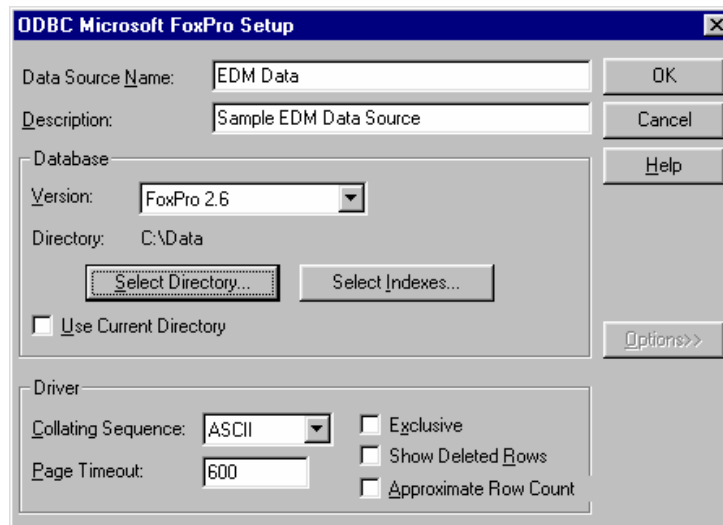 ODBC Microsoft FoxPro Setup
Data Source Name: EDM Data
OK
Description: Sample EDM Data Source
Cancel
Database
Help
Version: FoxPro 2.6
Directory: C:\Data
Select Directory... Select Indexes...
Use Current Directory
Options>>
Driver
Collating Sequence: ASCII
Exclusive
Show Deleted Rows
Page Timeout: 600
Approximate Row Count